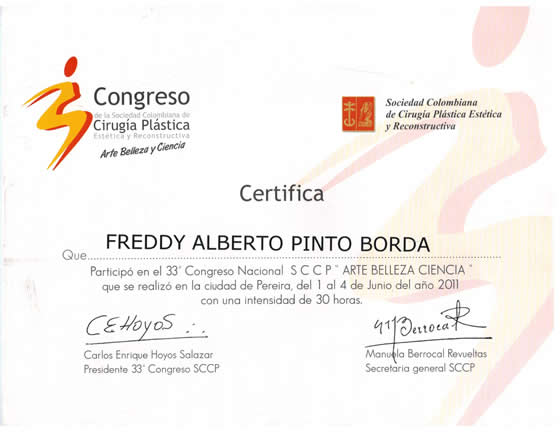 33 Congreso
de la Sociedad Colombiana de
Cirugía Plástica
Estética y Reconstructiva
Arte Belleza y Ciencia
Sociedad Colombiana
de Cirugía Plástica Estética
y Reconstructiva
Certifica
FREDDY ALBERTO PINTO BORDA
Que
Participó en el 33° Congreso Nacional S C C P " ARTE BELLEZA CIENCIA "
que se realizó en la ciudad de Pereira, del 1 al 4 de Junio del año 2011
con una intensidad de 30 horas.
CEHoyos
MBerrocalR
Carlos Enrique Hoyos Salazar
Presidente 33° Congreso SCCP
Manuela Berrocal Revueltas
Secretaria general SCCP